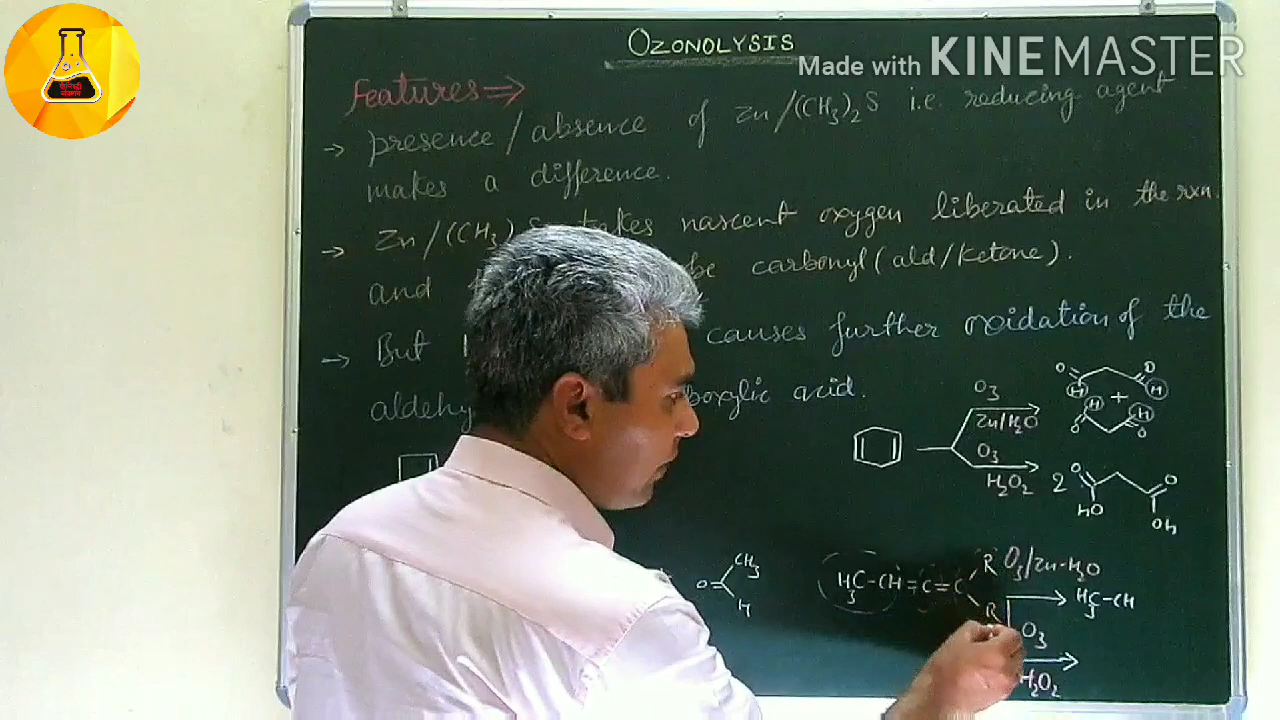 OZONOLYSIS
Made with KINEMASTER
Features ⇒
→ presence/absence of Zn/(CH₃)₂S i.e. reducing agent
makes a difference.
→ Zn/(CH₃) takes nascent oxygen liberated in the rxn.
and be carbonyl (ald/ketone).
→ But causes further oxidation of the
aldehy acid.
O₃
Zn/H₂O
O₃
H₂O₂
O O
H H
+
H H
O O
2 O O
HO OH
O= CH₃
H
H₃C-CH=C=C R
R
O₃/Zn-H₂O
H₃C-CH
O₃
H₂O₂